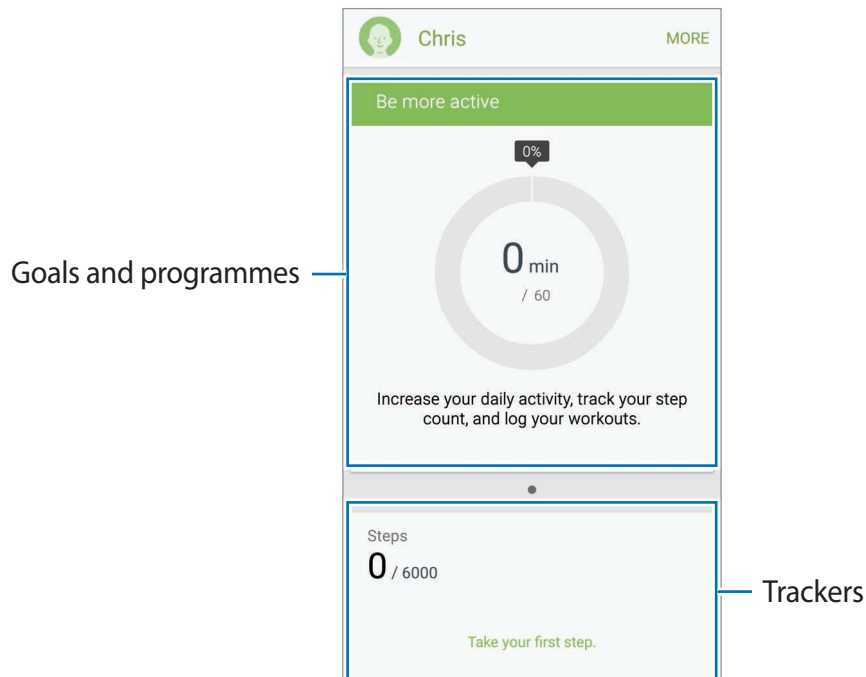 Chris
MORE
Be more active
0%
0 min
/ 60
Goals and programmes
Increase your daily activity, track your step
count, and log your workouts.
Steps
0 / 6000
Trackers
Take your first step.